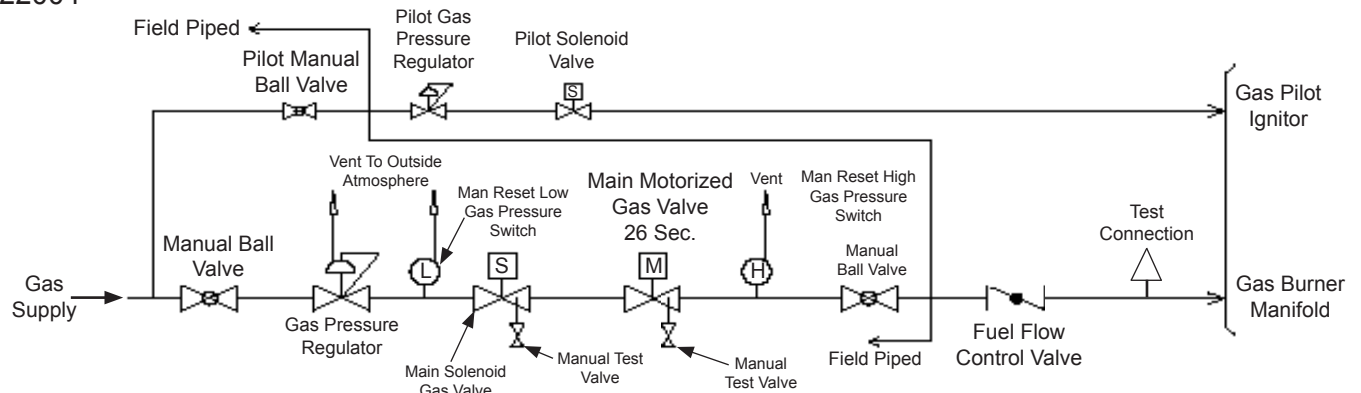 Field Piped
Pilot Gas
Pressure
Regulator
Pilot Solenoid
Valve
Pilot Manual
Ball Valve
S
Gas Pilot
Ignitor
Vent To Outside
Atmosphere
Man Reset Low
Gas Pressure
Switch
Main Motorized
Gas Valve
26 Sec.
Vent
Man Reset High
Gas Pressure
Switch
Test
Connection
Manual Ball
Valve
Manual
Ball Valve
L
S
M
H
Gas
Supply
Gas Burner
Manifold
Gas Pressure
Regulator
Main Solenoid
Gas Valve
Manual Test
Valve
Manual
Test Valve
Field Piped
Fuel Flow
Control Valve